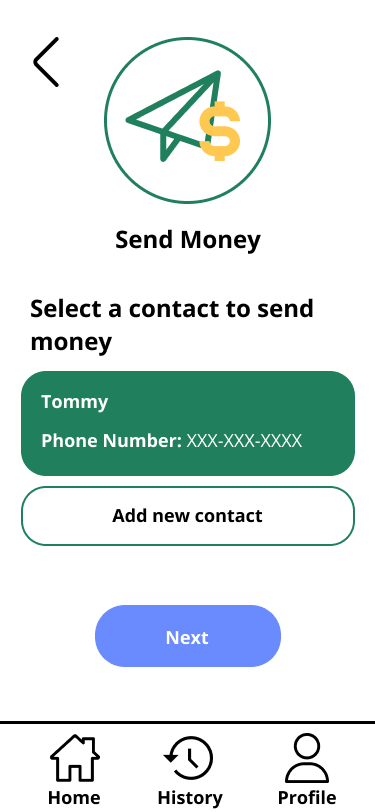 $
Send Money
Select a contact to send
money
Tommy
Phone Number: XXX-XXX-XXXX
Add new contact
Next
Home
History
Profile